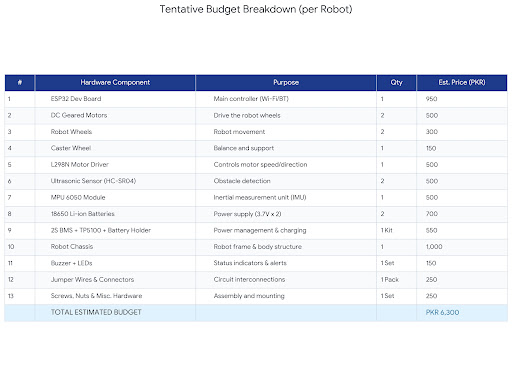 Tentative Budget Breakdown (per Robot)
# Hardware Component Purpose Qty Est. Price (PKR)
1 ESP32 Dev Board Main controller (Wi-Fi/BT) 1 950
2 DC Geared Motors Drive the robot wheels 2 500
3 Robot Wheels Robot movement 2 300
4 Caster Wheel Balance and support 1 150
5 L298N Motor Driver Controls motor speed/direction 1 500
6 Ultrasonic Sensor (HC-SR04) Obstacle detection 2 500
7 MPU 6050 Module Inertial measurement unit (IMU) 1 500
8 18650 Li-ion Batteries Power supply (3.7V x 2) 2 700
9 2S BMS + TP5100 + Battery Holder Power management & charging 1 Kit 550
10 Robot Chassis Robot frame & body structure 1 1,000
11 Buzzer + LEDs Status indicators & alerts 1 Set 150
12 Jumper Wires & Connectors Circuit interconnections 1 Pack 250
13 Screws, Nuts & Misc. Hardware Assembly and mounting 1 Set 250
TOTAL ESTIMATED BUDGET PKR 6,300